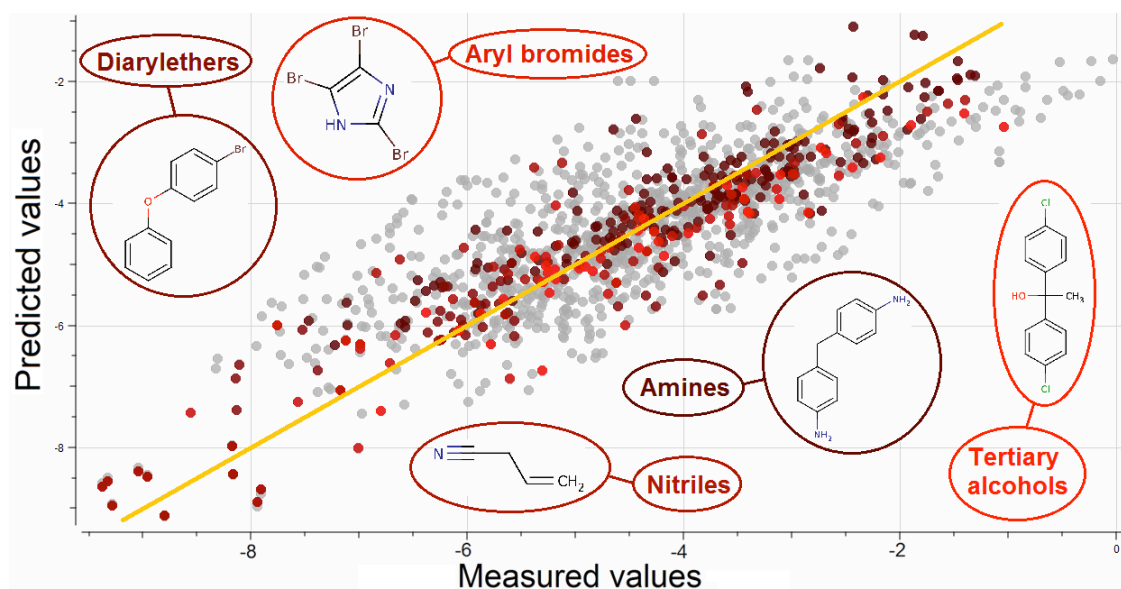 Diarylethers
Br
Br
N
HN
Br
Aryl bromides
Br
O
-2
-4
-6
-8
Predicted values
Cl
HO
CH3
Cl
Tertiary
alcohols
NH2
NH2
Amines
N
CH2
Nitriles
-8
-6
-4
-2
0
Measured values